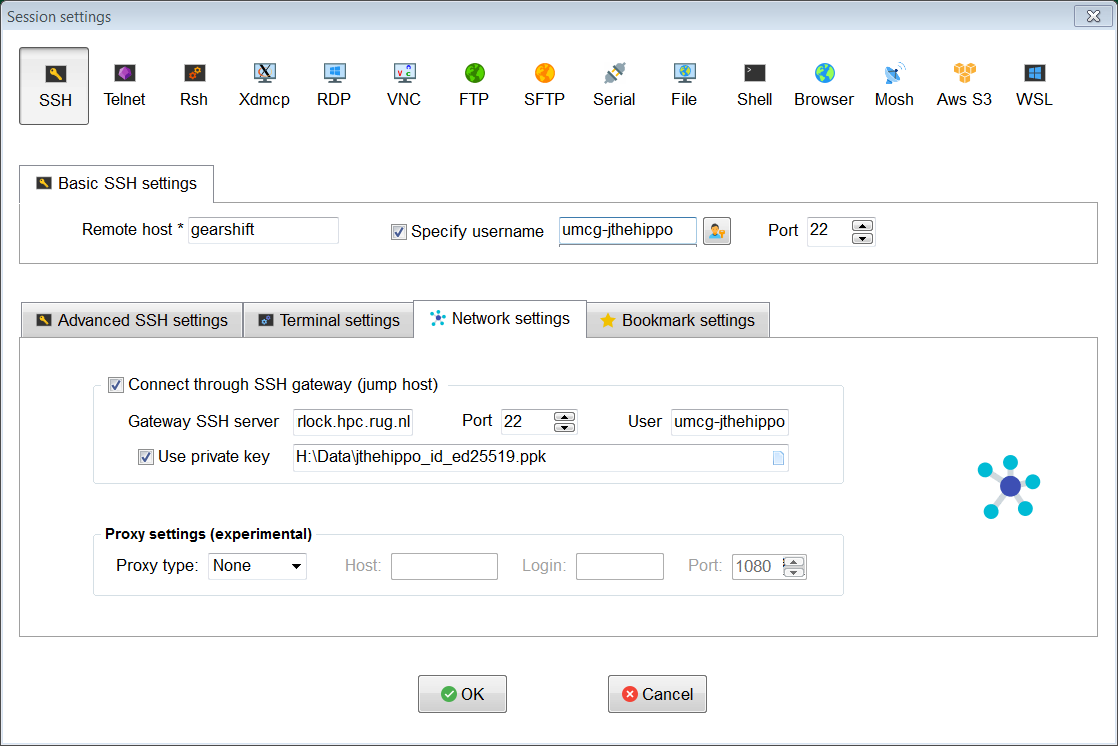 Session settings
SSH Telnet Rsh Xdmcp RDP VNC FTP SFTP Serial File Shell Browser Mosh Aws S3 WSL
Basic SSH settings
Remote host * gearshift Specify username umcg-jthehippo Port 22
Advanced SSH settings Terminal settings Network settings Bookmark settings
Connect through SSH gateway (jump host)
Gateway SSH server rlock.hpc.rug.nl Port 22 User umcg-jthehippo
Use private key H:\Data\jthehippo_id_ed25519.ppk
Proxy settings (experimental)
Proxy type: None Host: Login: Port: 1080
OK Cancel